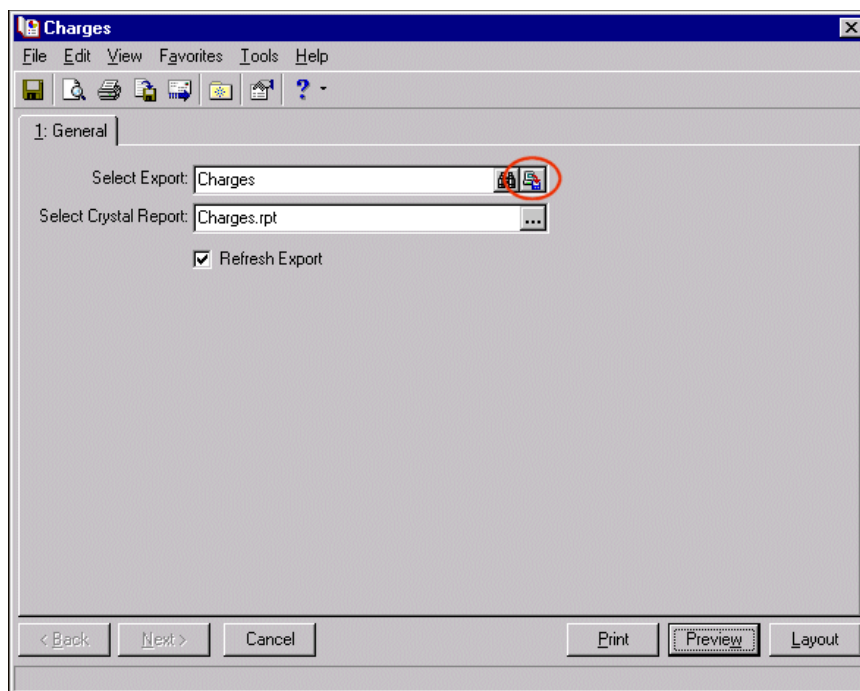 Charges
File Edit View Favorites Tools Help
?
1: General
Select Export: Charges
Select Crystal Report: Charges.rpt ...
Refresh Export
< Back Next > Cancel Print Preview Layout